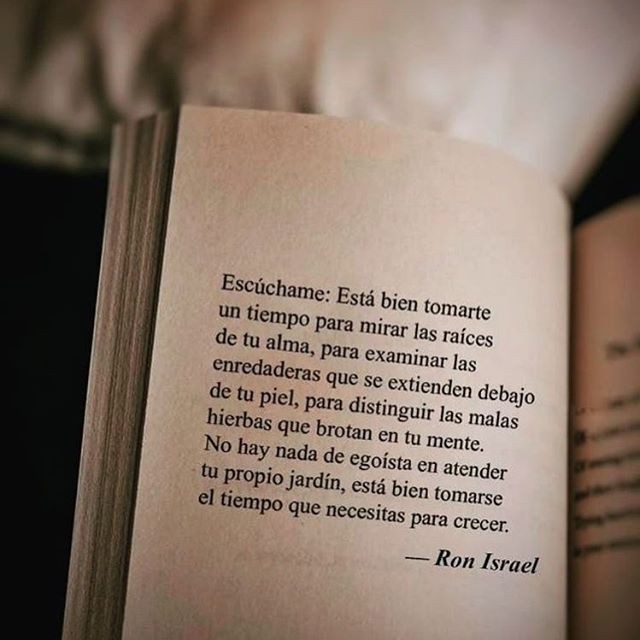 Escúchame: Está bien tomarte
un tiempo para mirar las raíces
de tu alma, para examinar las
enredaderas que se extienden debajo
de tu piel, para distinguir las malas
hierbas que brotan en tu mente.
No hay nada de egoísta en atender
tu propio jardín, está bien tomarse
el tiempo que necesitas para crecer.
— Ron Israel